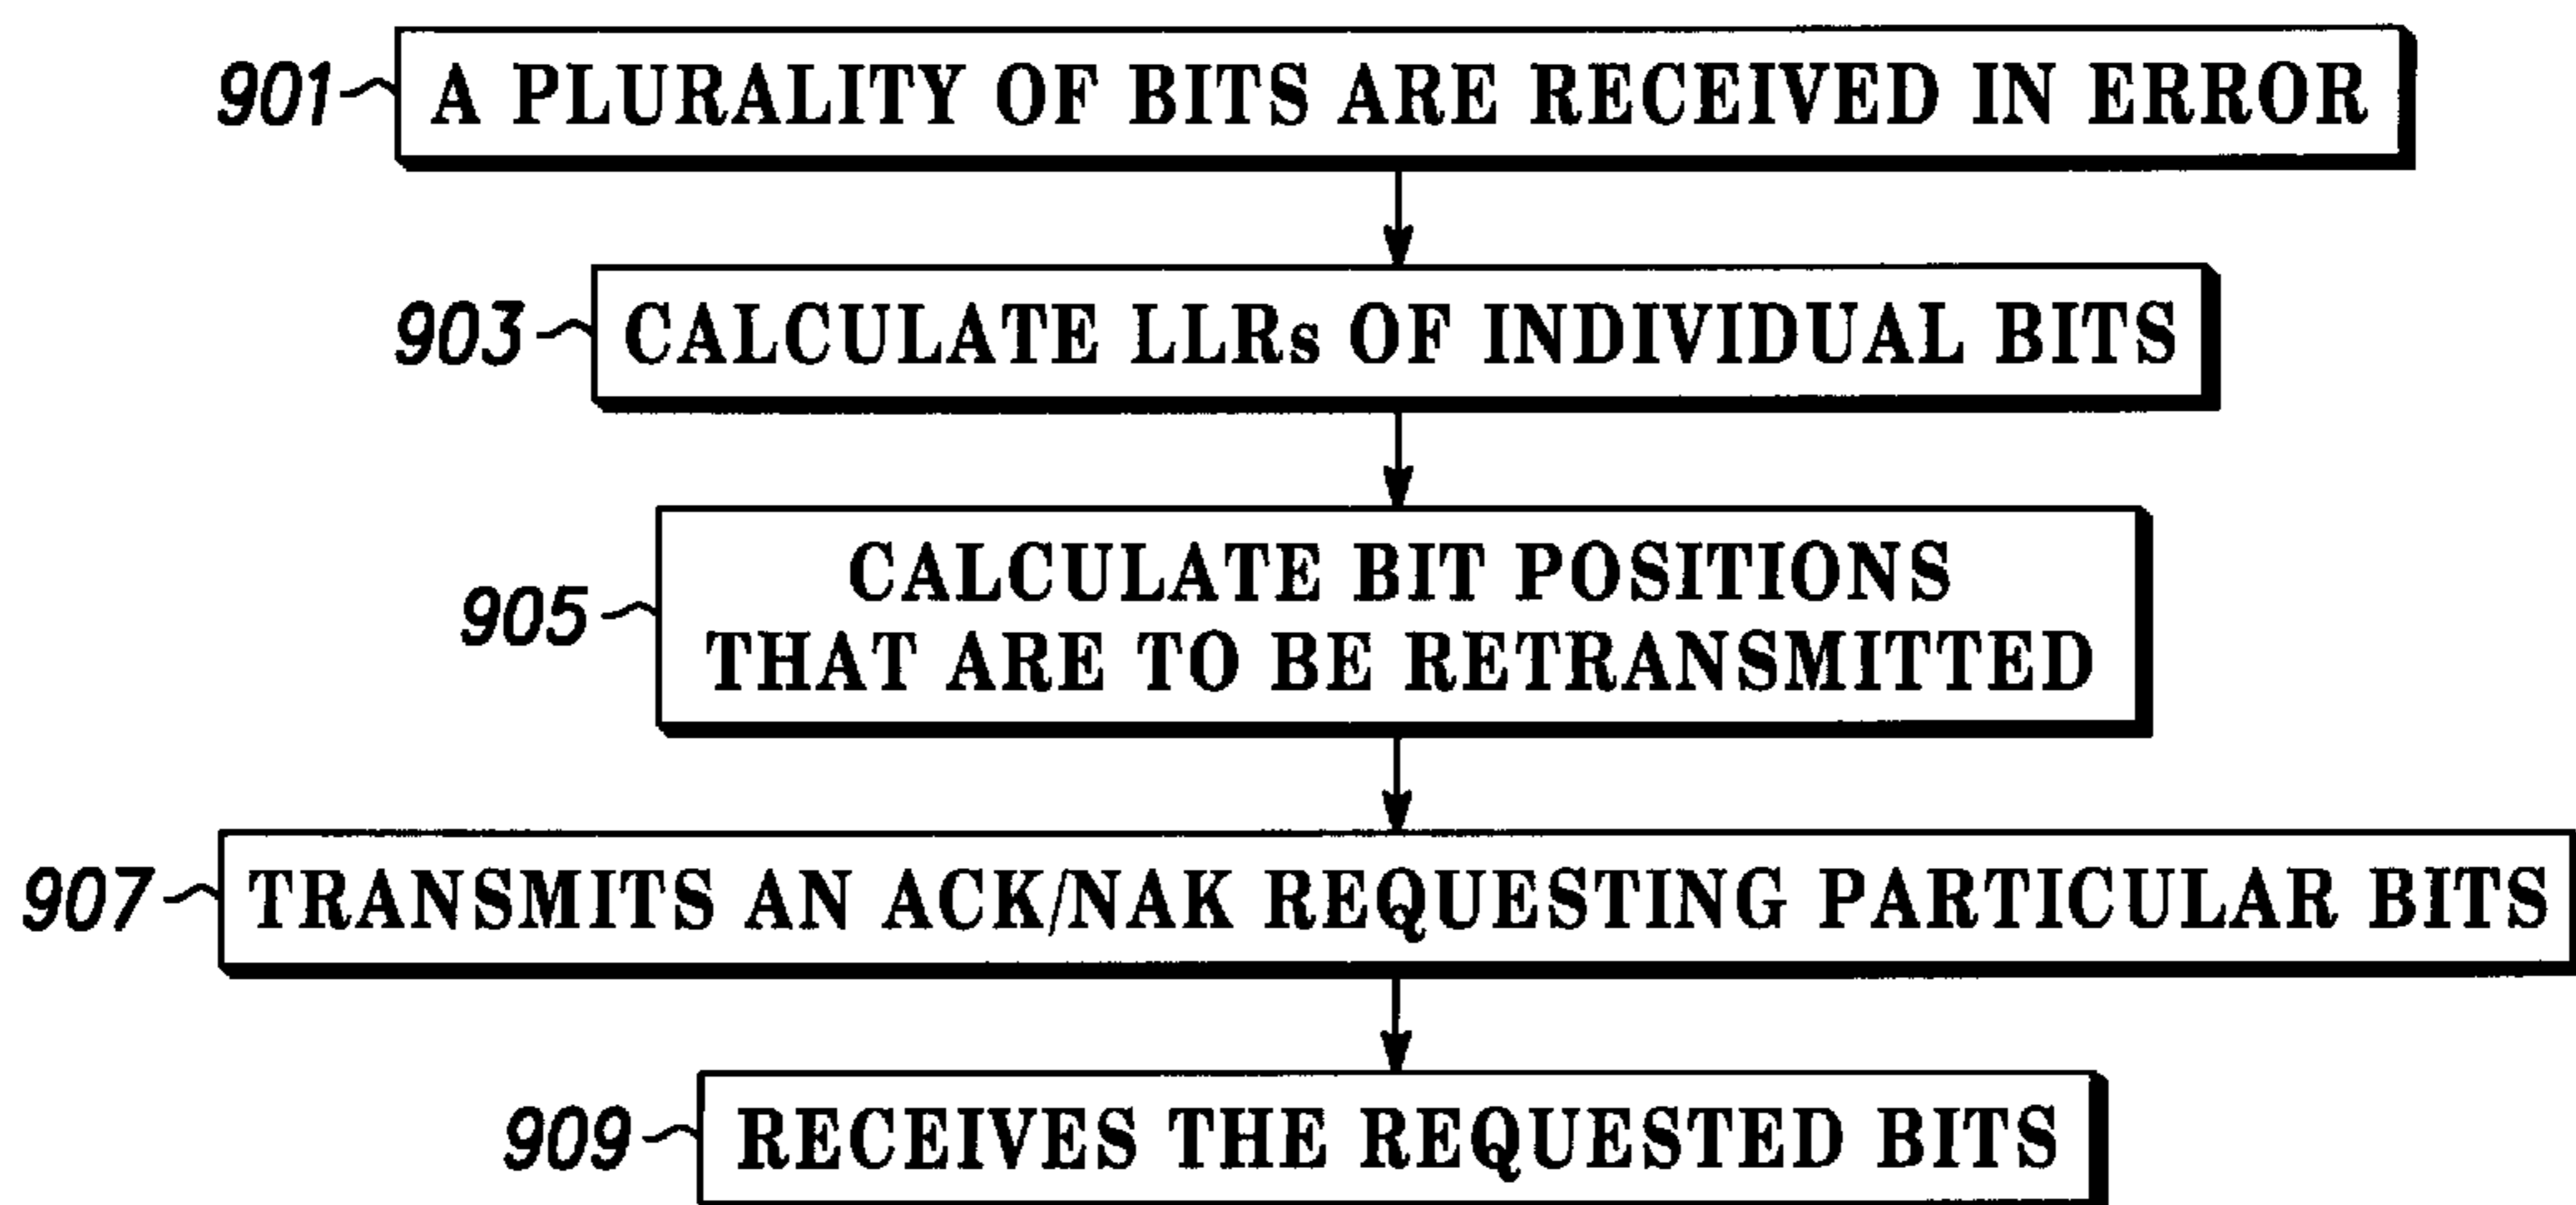 901 A PLURALITY OF BITS ARE RECEIVED IN ERROR
903 CALCULATE LLRs OF INDIVIDUAL BITS
CALCULATE BIT POSITIONS
905
THAT ARE TO BE RETRANSMITTED
907 TRANSMITS AN ACK/NAK REQUESTING PARTICULAR BITS
909 RECEIVES THE REQUESTED BITS